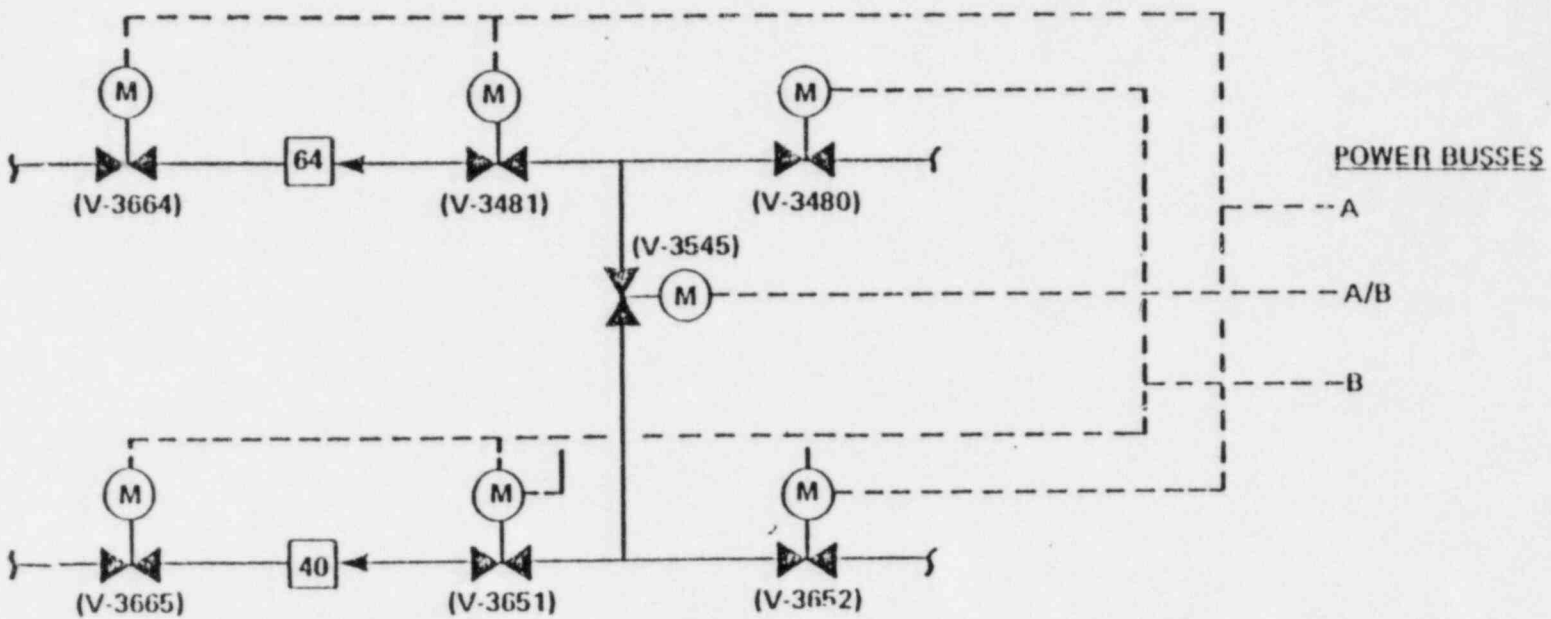 M M M
64
POWER BUSSES
(V-3664) (V-3481) (V-3480)
A
(V-3545)
M
A/B
B
M M M
40
(V-3665) (V-3651) (V-3652)